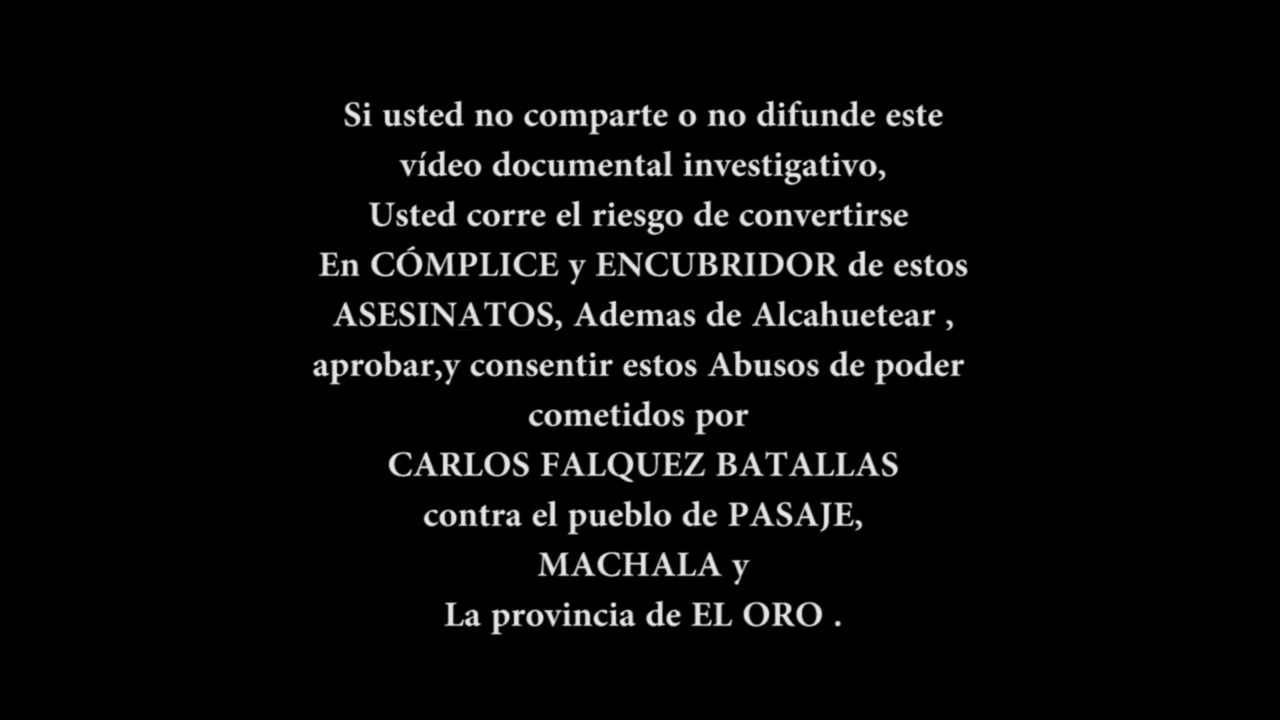 Si usted no comparte o no difunde este
vídeo documental investigativo,
Usted corre el riesgo de convertirse
En CÓMPLICE y ENCUBRIDOR de estos
ASESINATOS, Ademas de Alcahuetear ,
aprobar,y consentir estos Abusos de poder
cometidos por
CARLOS FALQUEZ BATALLAS
contra el pueblo de PASAJE,
MACHALA y
La provincia de EL ORO .